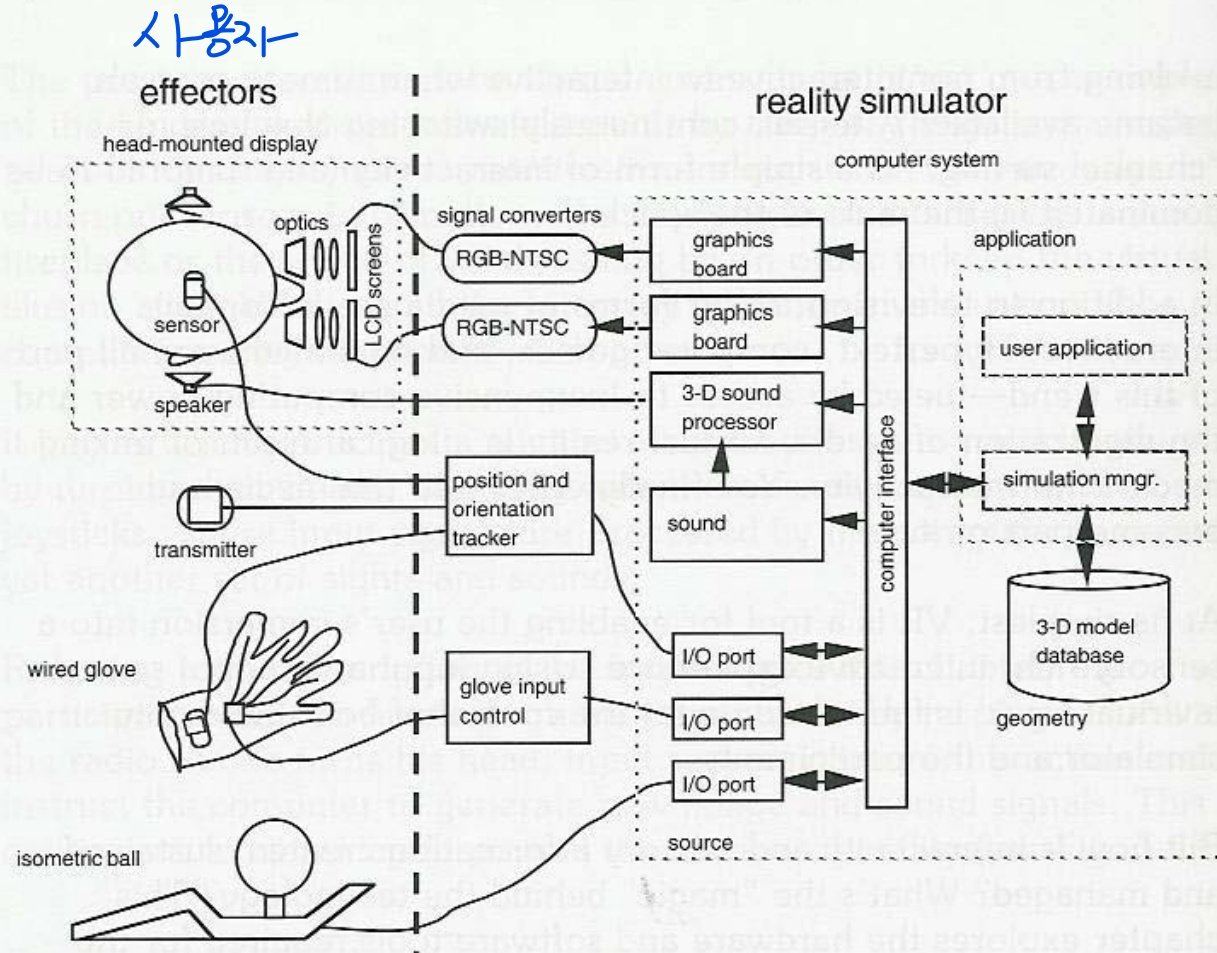 사용자
effectors
head-mounted display
optics
LCD screens
sensor
speaker
transmitter
wired glove
isometric ball
reality simulator
computer system
signal converters
RGB-NTSC
RGB-NTSC
graphics
board
graphics
board
3-D sound
processor
sound
position and
orientation
tracker
glove input
control
I/O port
I/O port
I/O port
source
computer interface
application
user application
simulation mngr.
3-D model
database
geometry